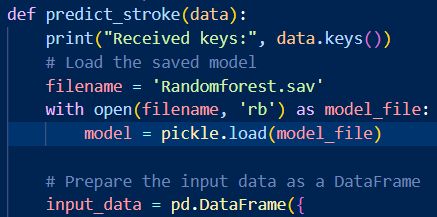 def predict_stroke(data):
    print("Received keys:", data.keys())
    # Load the saved model
    filename = 'Randomforest.sav'
    with open(filename, 'rb') as model_file:
        model = pickle.load(model_file)
    # Prepare the input data as a DataFrame
    input_data = pd.DataFrame({